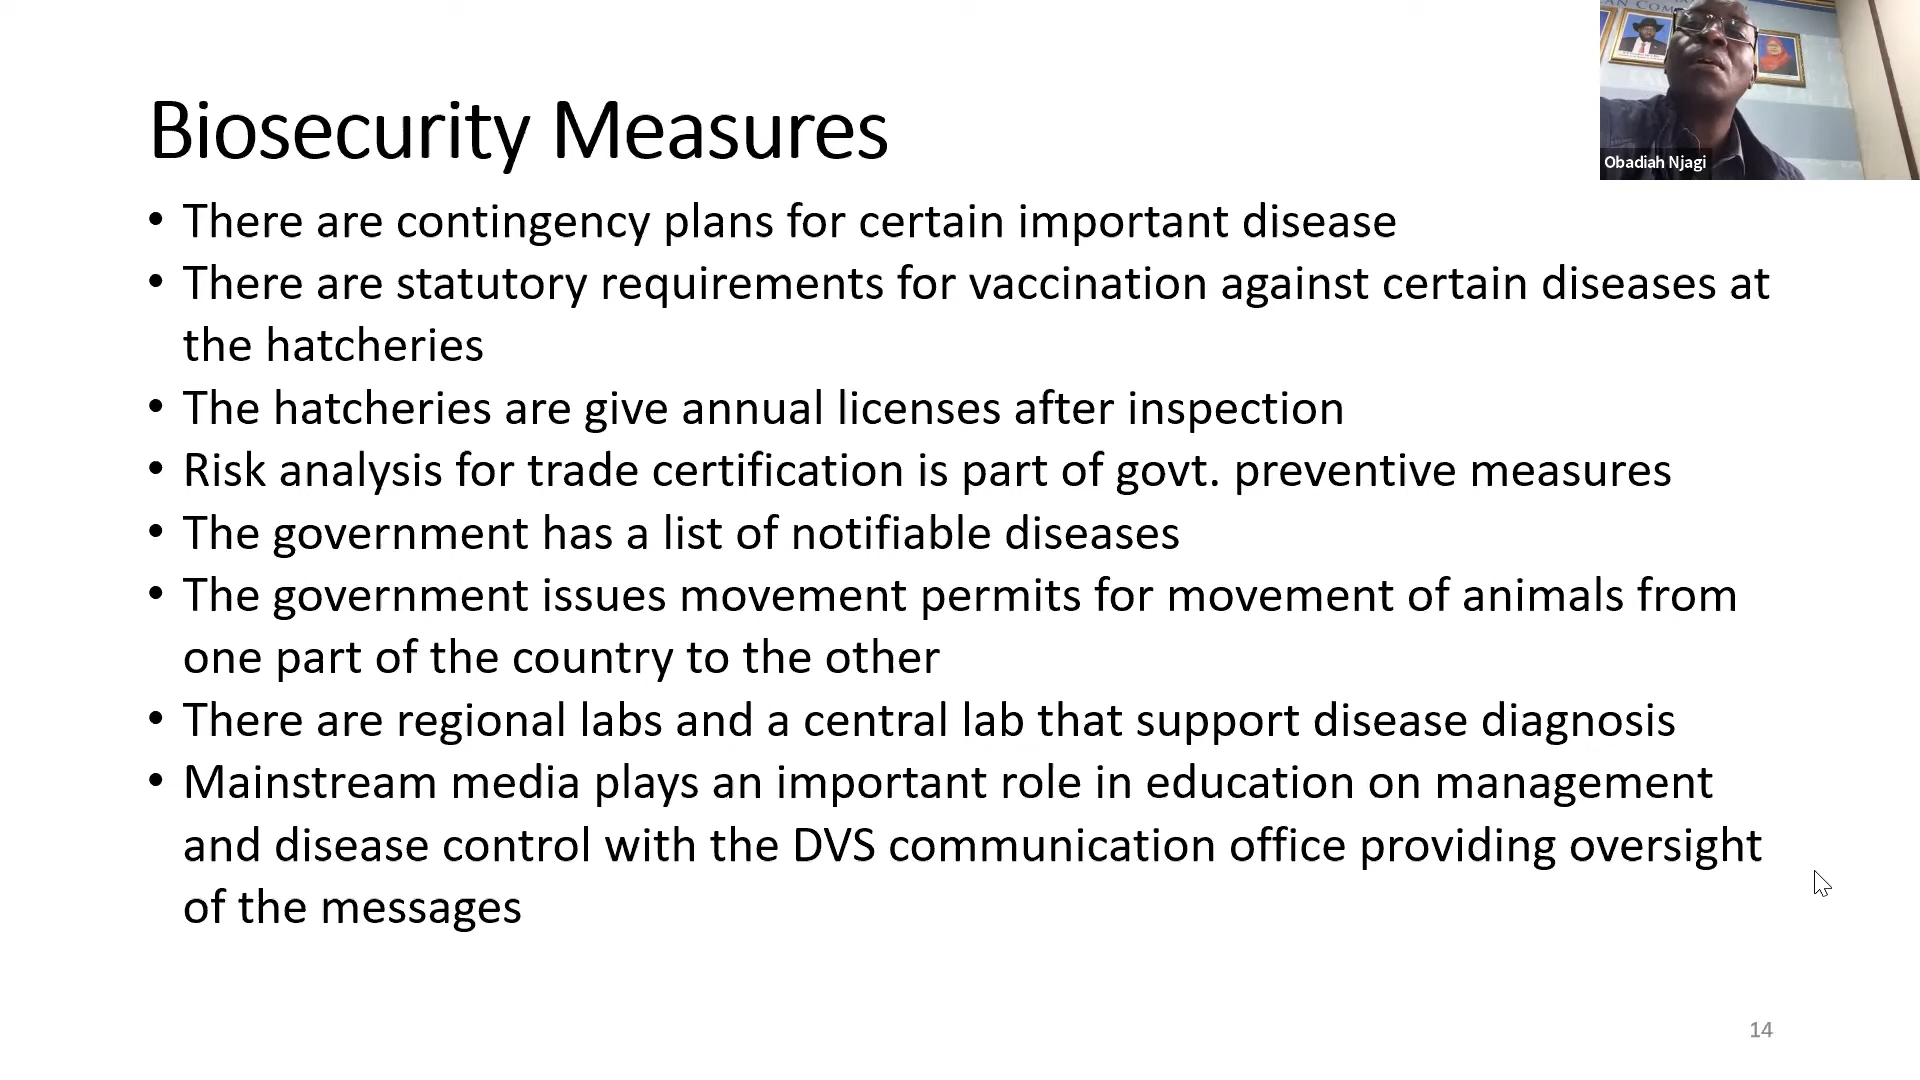 Biosecurity Measures
• There are contingency plans for certain important disease
• There are statutory requirements for vaccination against certain diseases at
the hatcheries
• The hatcheries are give annual licenses after inspection
• Risk analysis for trade certification is part of govt. preventive measures
• The government has a list of notifiable diseases
• The government issues movement permits for movement of animals from
one part of the country to the other
• There are regional labs and a central lab that support disease diagnosis
• Mainstream media plays an important role in education on management
and disease control with the DVS communication office providing oversight
of the messages
Obadiah Njagi
14